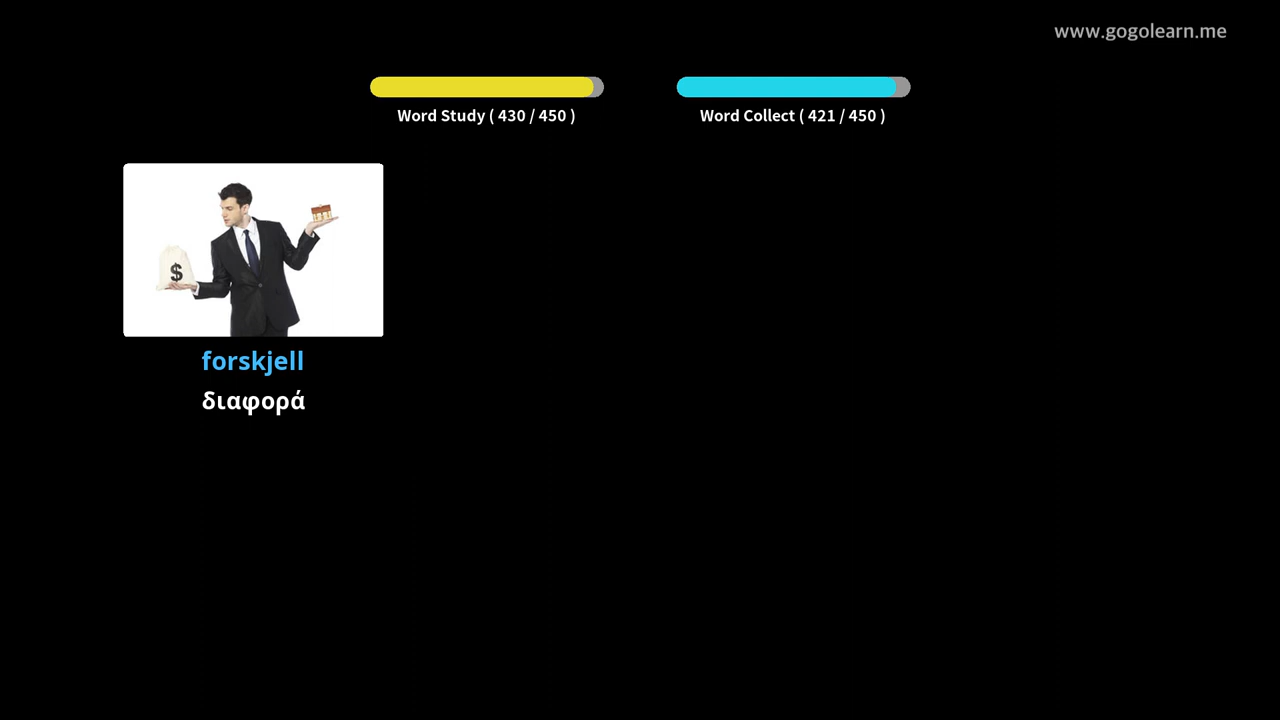 www.gogolearn.me
Word Study ( 430 / 450 )
Word Collect ( 421 / 450 )
$
forskjell
διαφορά